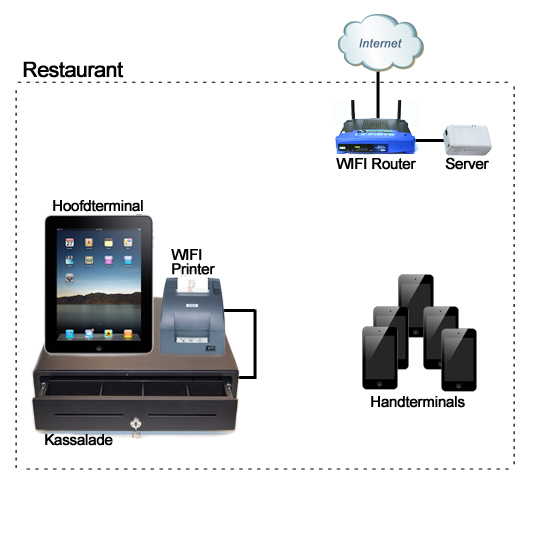 Internet
Restaurant
WIFI Router
Server
Hoofdterminal
WIFI
Printer
Handterminals
Kassalade